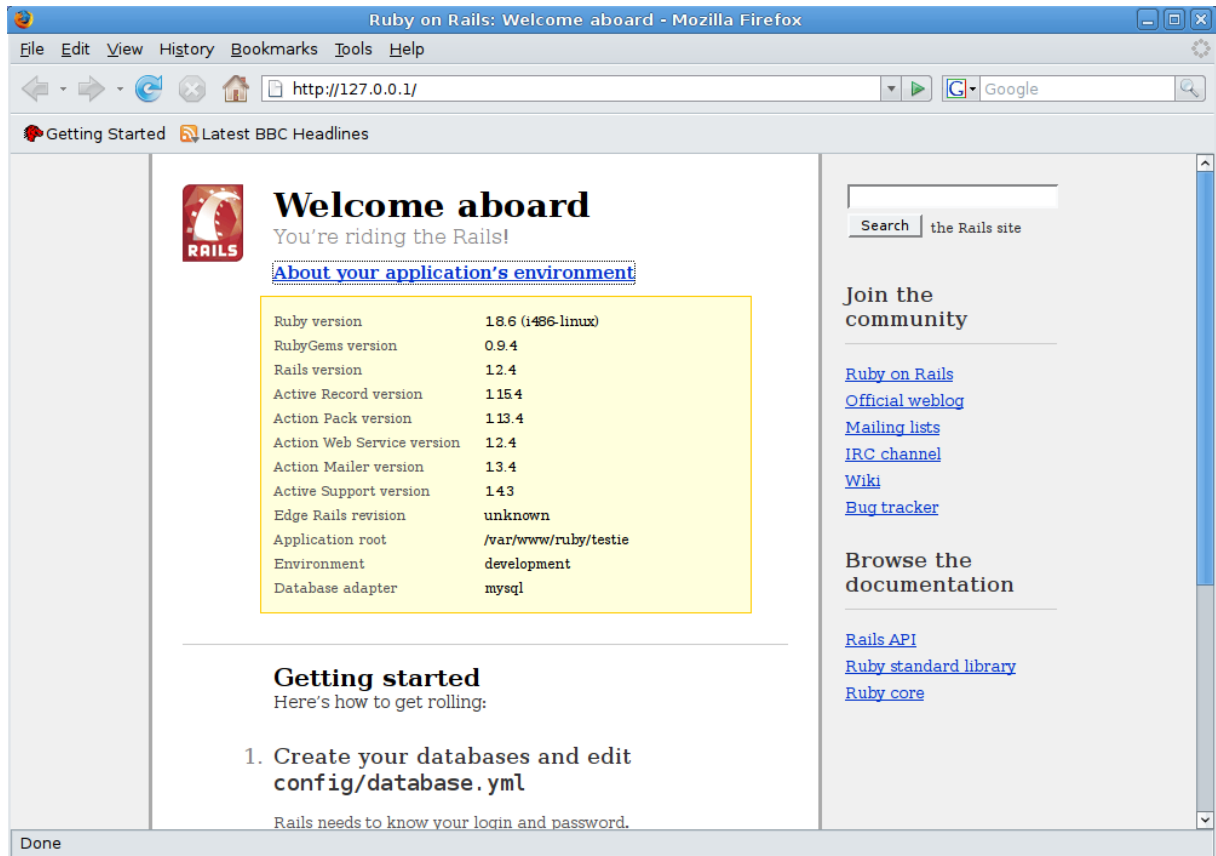 Ruby on Rails: Welcome aboard - Mozilla Firefox
File Edit View History Bookmarks Tools Help
http://127.0.0.1/
G Google
Getting Started Latest BBC Headlines
RAILS
Welcome aboard
You're riding the Rails!
About your application's environment
Ruby version 1.8.6 (i486-linux)
RubyGems version 0.9.4
Rails version 1.2.4
Active Record version 1.15.4
Action Pack version 1.13.4
Action Web Service version 1.2.4
Action Mailer version 1.3.4
Active Support version 1.4.3
Edge Rails revision unknown
Application root /var/www/ruby/testie
Environment development
Database adapter mysql
Getting started
Here's how to get rolling:
1. Create your databases and edit
config/database.yml
Rails needs to know your login and password.
Search the Rails site
Join the
community
Ruby on Rails
Official weblog
Mailing lists
IRC channel
Wiki
Bug tracker
Browse the
documentation
Rails API
Ruby standard library
Ruby core
Done